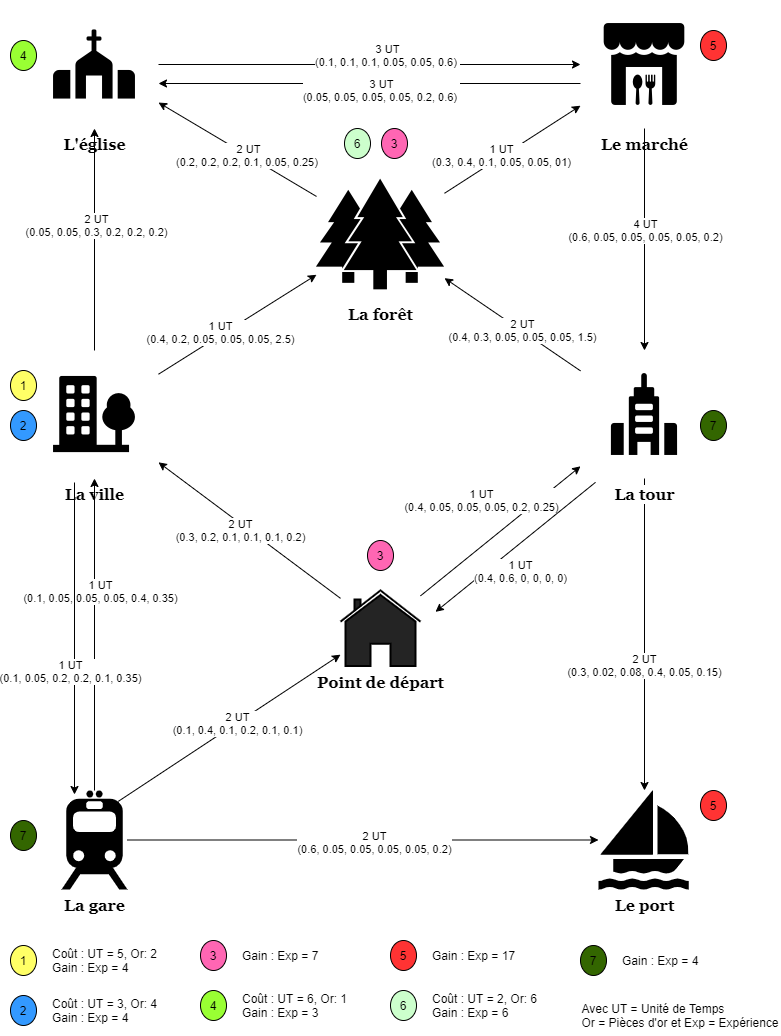 4
3 UT
(0.1, 0.1, 0.1, 0.05, 0.05, 0.6)
5
3 UT
(0.05, 0.05, 0.05, 0.05, 0.2, 0.6)
L'église
Le marché
6
3
2 UT
(0.2, 0.2, 0.2, 0.1, 0.05, 0.25)
1 UT
(0.3, 0.4, 0.1, 0.05, 0.05, 01)
2 UT
(0.05, 0.05, 0.3, 0.2, 0.2, 0.2)
4 UT
(0.6, 0.05, 0.05, 0.05, 0.05, 0.2)
La forêt
1 UT
(0.4, 0.2, 0.05, 0.05, 0.05, 2.5)
2 UT
(0.4, 0.3, 0.05, 0.05, 0.05, 1.5)
1
2
7
La ville
La tour
1 UT
(0.4, 0.05, 0.05, 0.05, 0.2, 0.25)
2 UT
(0.3, 0.2, 0.1, 0.1, 0.1, 0.2)
3
1 UT
(0.4, 0.6, 0, 0, 0, 0)
1 UT
(0.1, 0.05, 0.05, 0.05, 0.4, 0.35)
1 UT
(0.1, 0.05, 0.2, 0.2, 0.1, 0.35)
2 UT
(0.3, 0.02, 0.08, 0.4, 0.05, 0.15)
Point de départ
2 UT
(0.1, 0.4, 0.1, 0.2, 0.1, 0.1)
5
7
2 UT
(0.6, 0.05, 0.05, 0.05, 0.05, 0.2)
La gare
Le port
1
Coût : UT = 5, Or: 2
Gain : Exp = 4
3
Gain : Exp = 7
5
Gain : Exp = 17
7
Gain : Exp = 4
2
Coût : UT = 3, Or: 4
Gain : Exp = 4
4
Coût : UT = 6, Or: 1
Gain : Exp = 3
6
Coût : UT = 2, Or: 6
Gain : Exp = 6
Avec UT = Unité de Temps
Or = Pièces d'or et Exp = Expérience